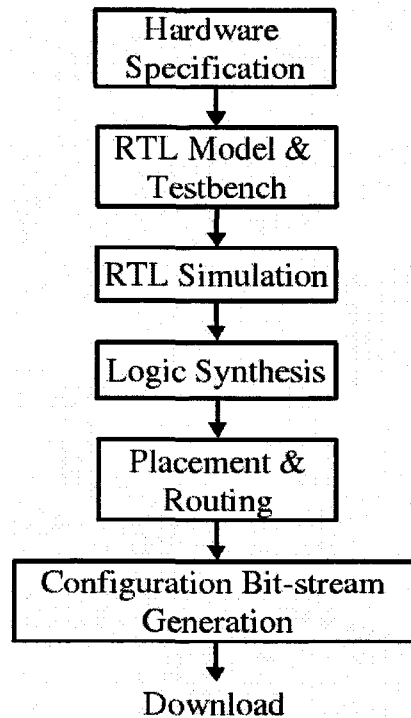 Hardware
Specification
RTL Model &
Testbench
RTL Simulation
Logic Synthesis
Placement &
Routing
Configuration Bit-stream
Generation
Download